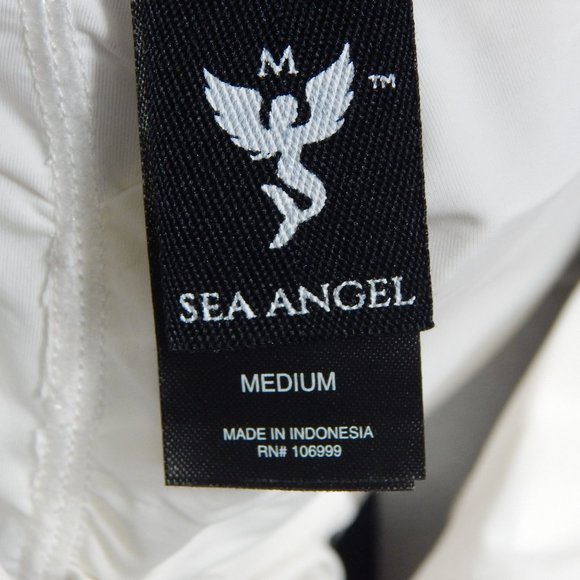 M
™
SEA ANGEL
MEDIUM
MADE IN INDONESIA
RN# 106999